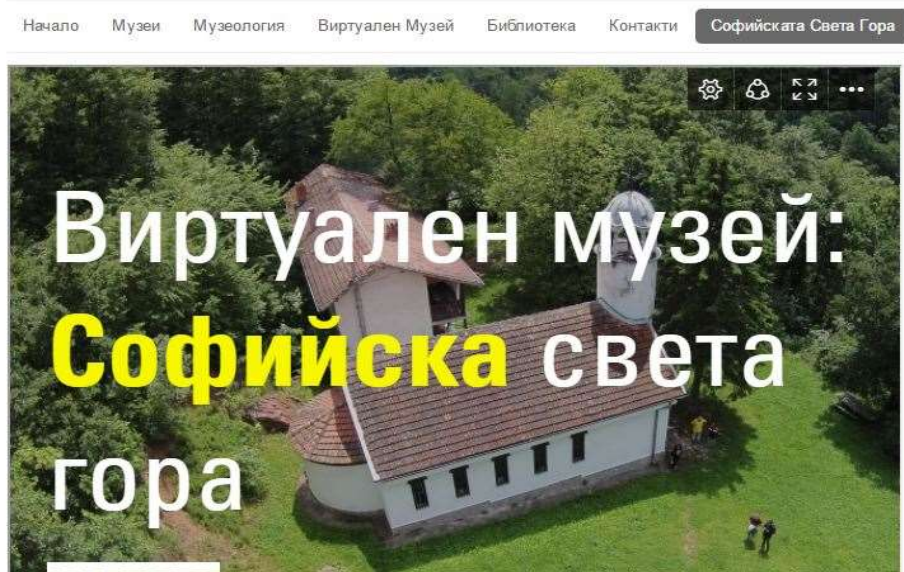 Начало Музеи Музеология Виртуален Музей Библиотека Контакти Софийската Света Гора
Виртуален музей:
Софийска света
гора